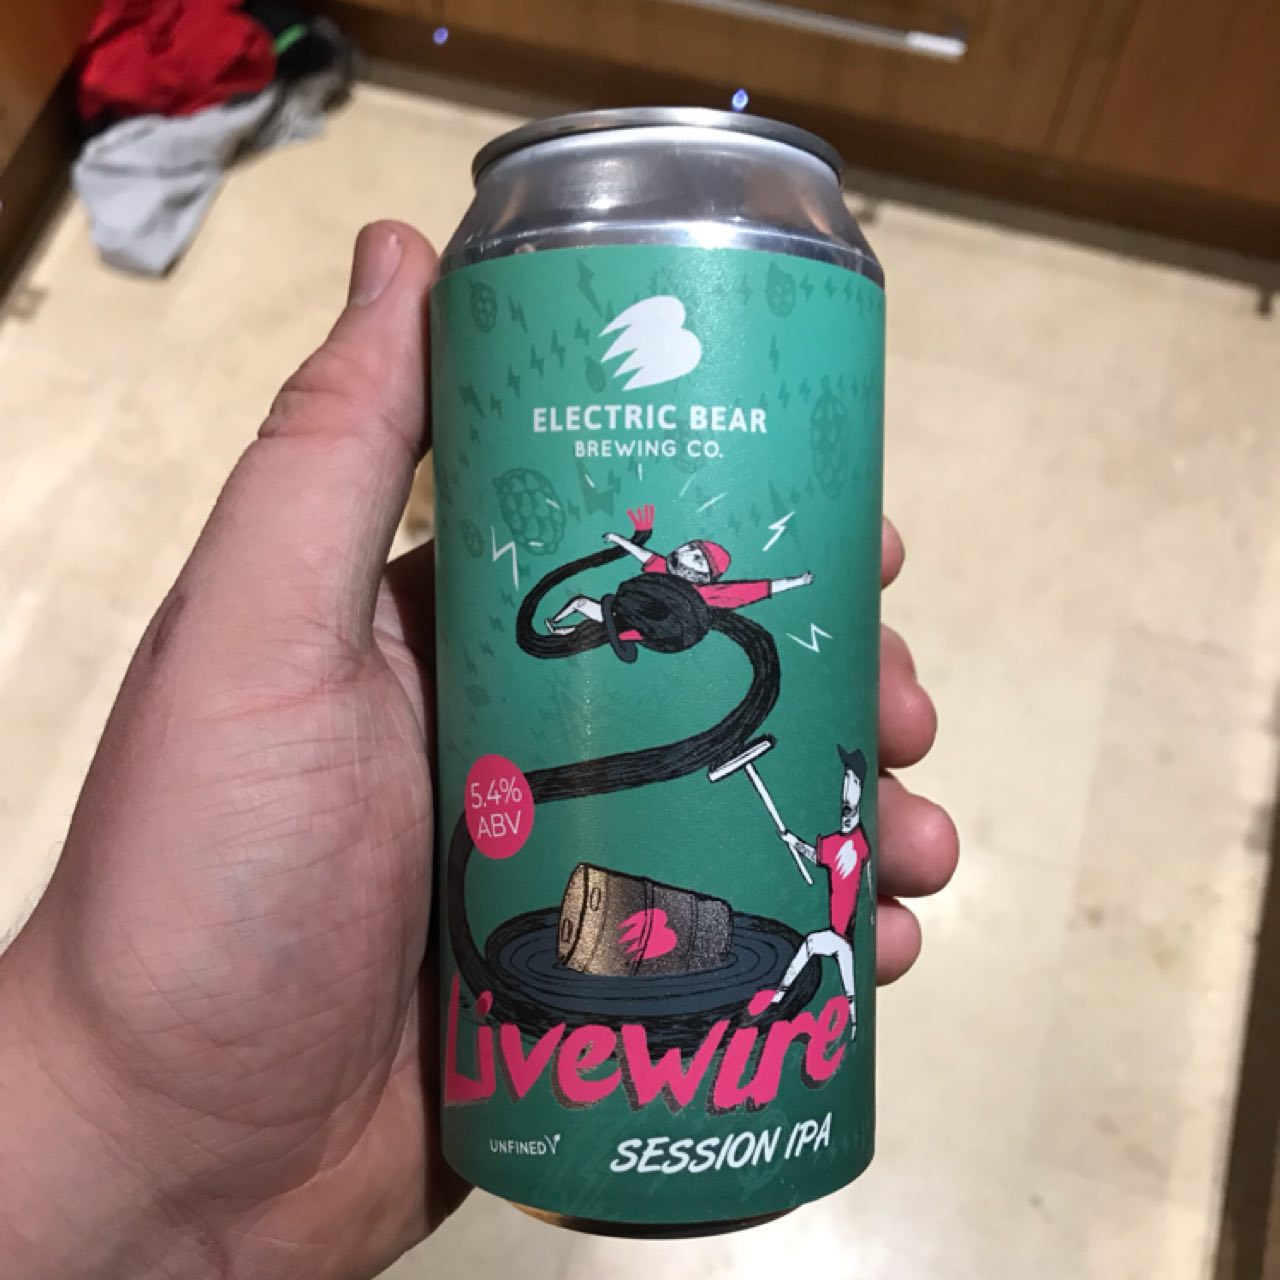 ELECTRIC BEAR
BREWING CO.
5.4%
ABV
Livewire
UNFINED
SESSION IPA